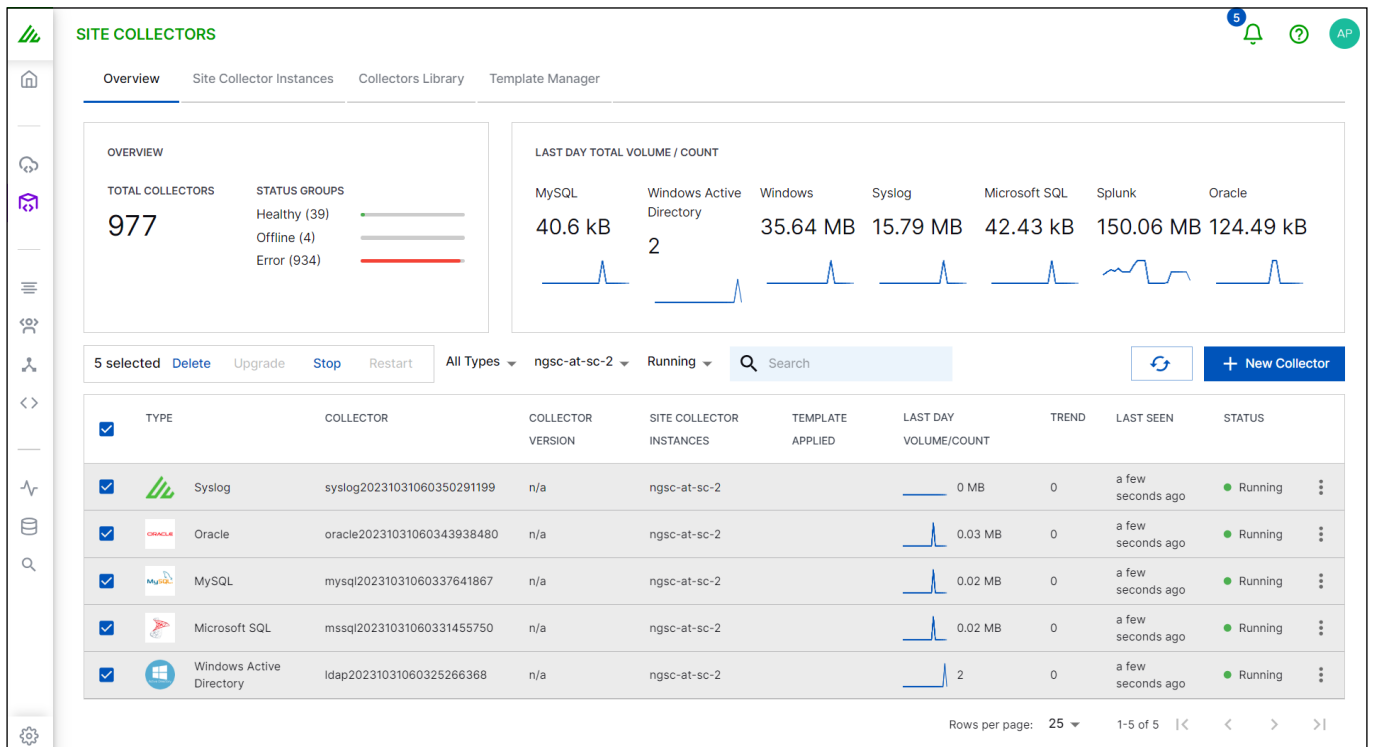 5
SITE COLLECTORS
AP
Overview Site Collector Instances Collectors Library Template Manager
OVERVIEW
TOTAL COLLECTORS
977
STATUS GROUPS
Healthy (39)
Offline (4)
Error (934)
LAST DAY TOTAL VOLUME / COUNT
MySQL
40.6 kB
Windows Active
Directory
2
Windows
35.64 MB
Syslog
15.79 MB
Microsoft SQL
42.43 kB
Splunk
150.06 MB
Oracle
124.49 kB
5 selected Delete Upgrade Stop Restart All Types ngsc-at-sc-2 Running Search New Collector
TYPE
COLLECTOR
COLLECTOR
VERSION
SITE COLLECTOR
INSTANCES
TEMPLATE
APPLIED
LAST DAY
VOLUME/COUNT
TREND
LAST SEEN
STATUS
Syslog syslog20231031060350291199 n/a ngsc-at-sc-2 0 MB 0 a few
seconds ago
Running
ORACLE Oracle oracle20231031060343938480 n/a ngsc-at-sc-2 0.03 MB 0 a few
seconds ago
Running
MySQL MySQL mysql20231031060337641867 n/a ngsc-at-sc-2 0.02 MB 0 a few
seconds ago
Running
Microsoft SQL mssql20231031060331455750 n/a ngsc-at-sc-2 0.02 MB 0 a few
seconds ago
Running
Windows Active
Directory
ldap20231031060325266368 n/a ngsc-at-sc-2 2 0 a few
seconds ago
Running
Rows per page: 25 1-5 of 5